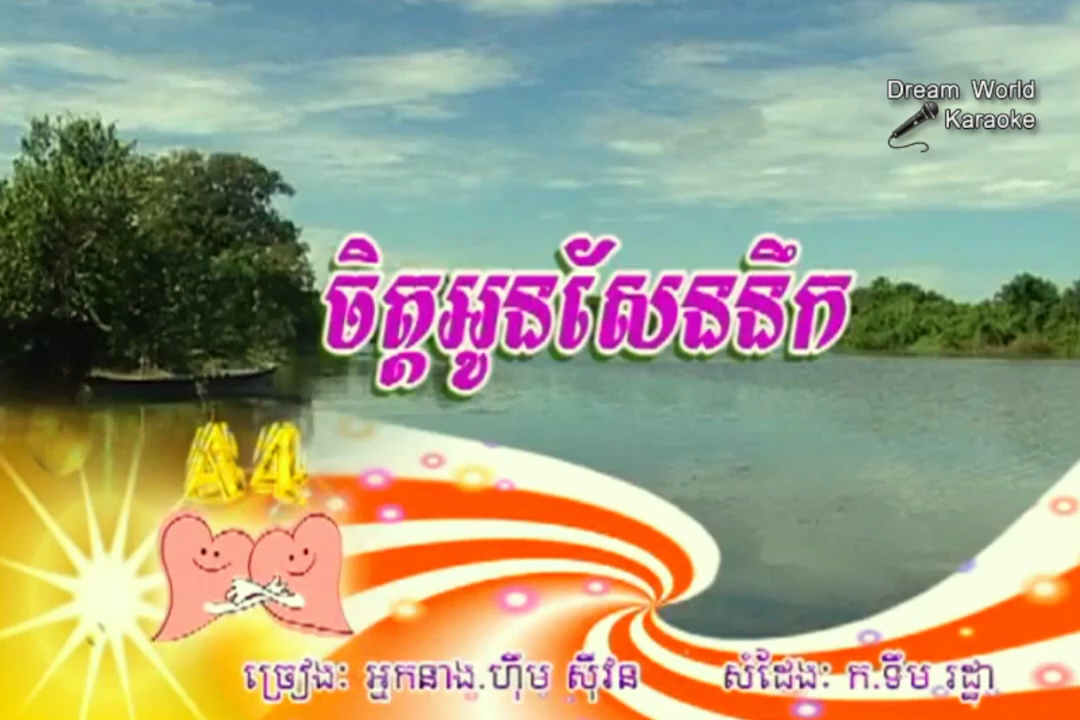 Dream World
Karaoke
ចិត្តអូនសែននឹក
A4
ច្រៀងៈ អ្នកនាង.ហ៊ឹម ស៊ីវន
សំដែងៈ ក.ទឹម រដ្ឋា